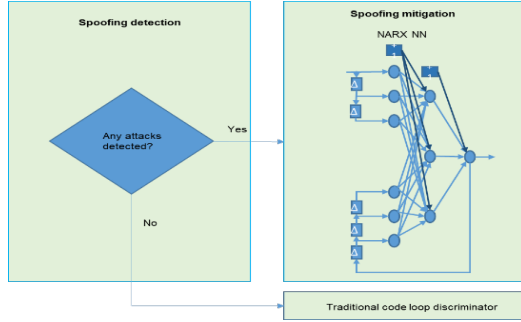 Spoofing detection
Any attacks
detected?
Yes
No
Spoofing mitigation
NARX NN
Δ
Δ
Δ
Δ
Δ
Traditional code loop discriminator